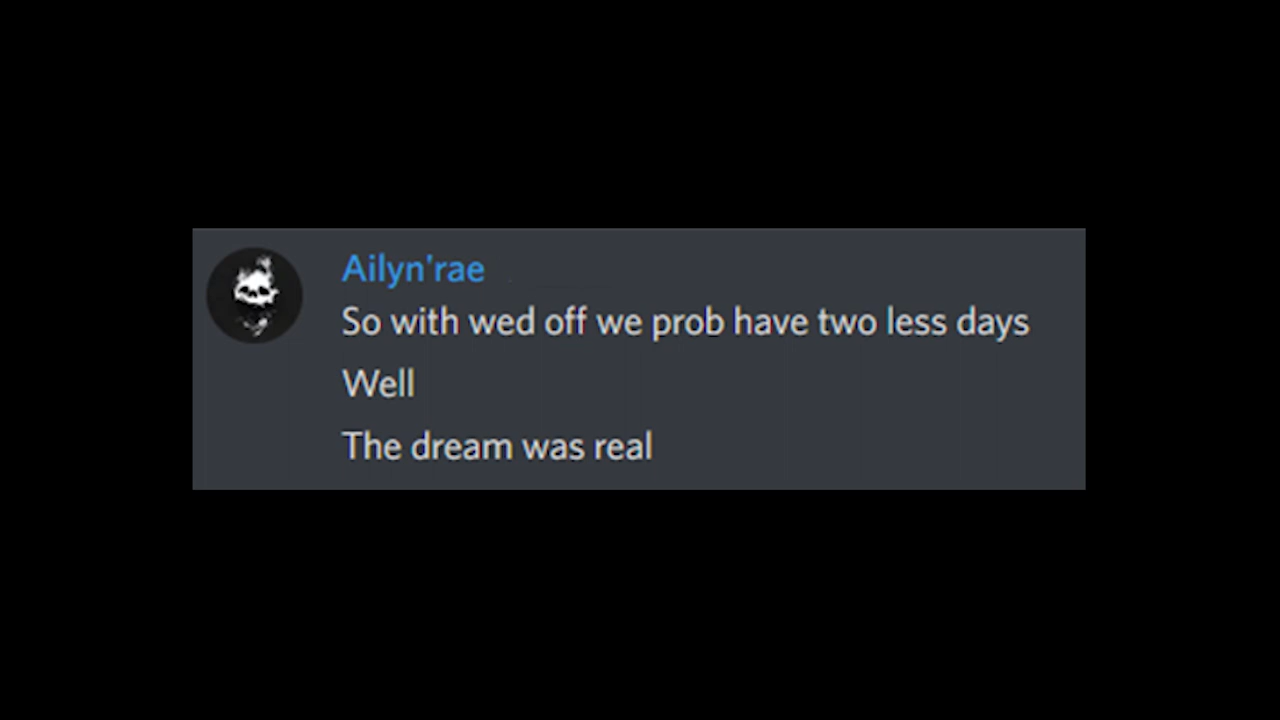 Ailyn'rae
So with wed off we prob have two less days
Well
The dream was real